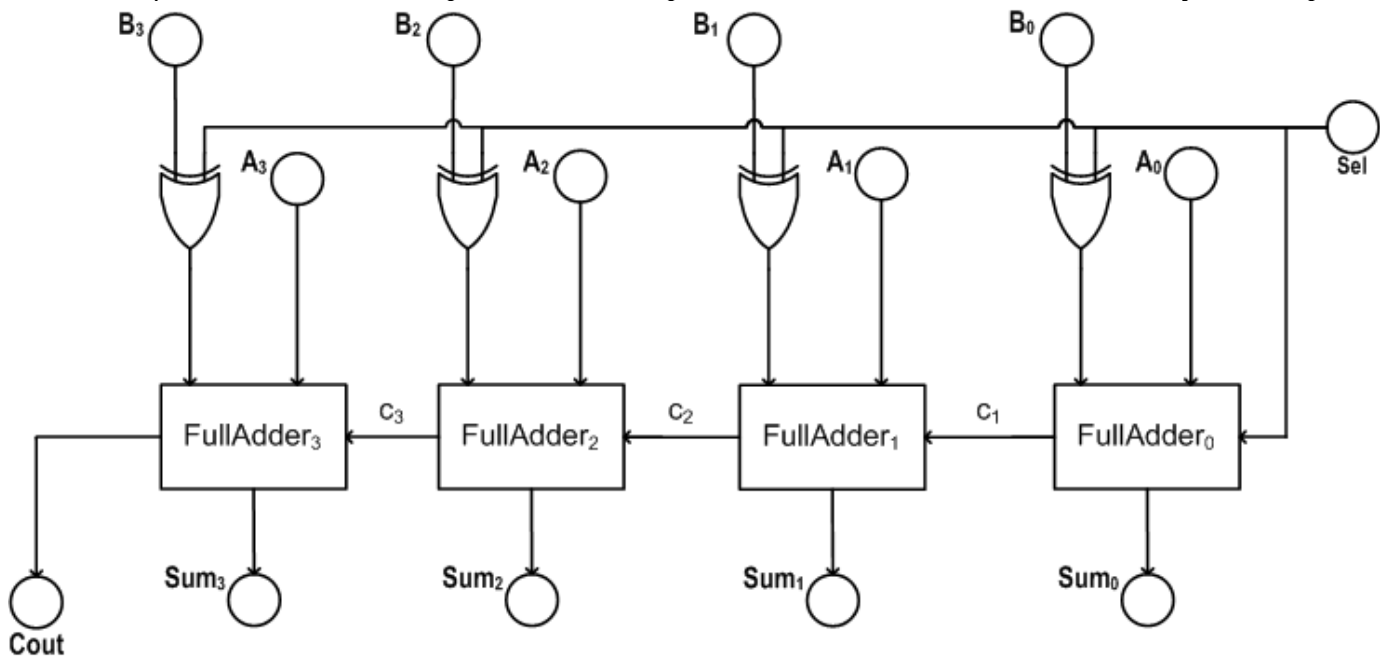 B₃ B₂ B₁ B₀
Sel
A₃ A₂ A₁ A₀
FullAdder₃ C₃ FullAdder₂ C₂ FullAdder₁ C₁ FullAdder₀
Sum₃ Sum₂ Sum₁ Sum₀
Cout